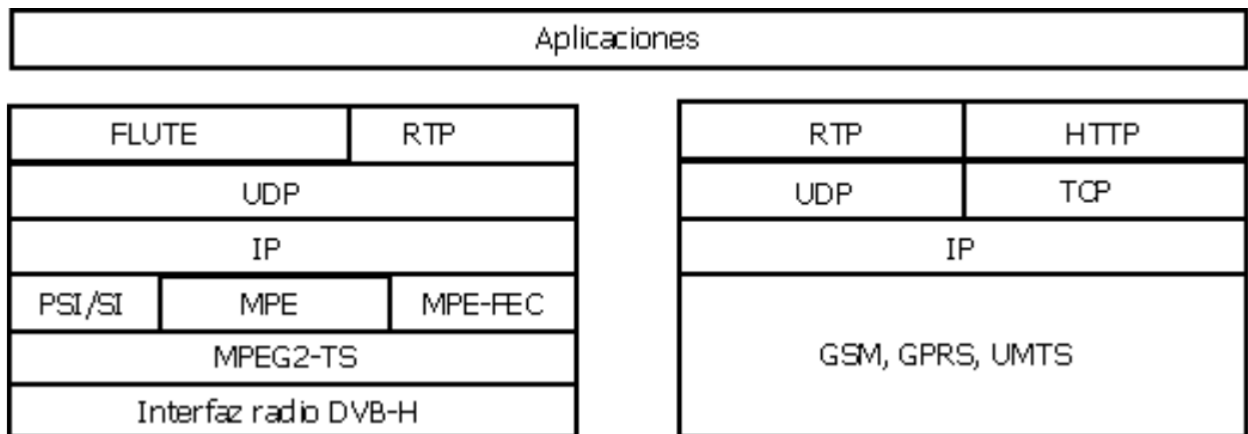 Aplicaciones
FLUTE RTP
UDP
IP
PSI/SI MPE MPE-FEC
MPEG2-TS
Interfaz radio DVB-H
RTP HTTP
UDP TCP
IP
GSM, GPRS, UMTS